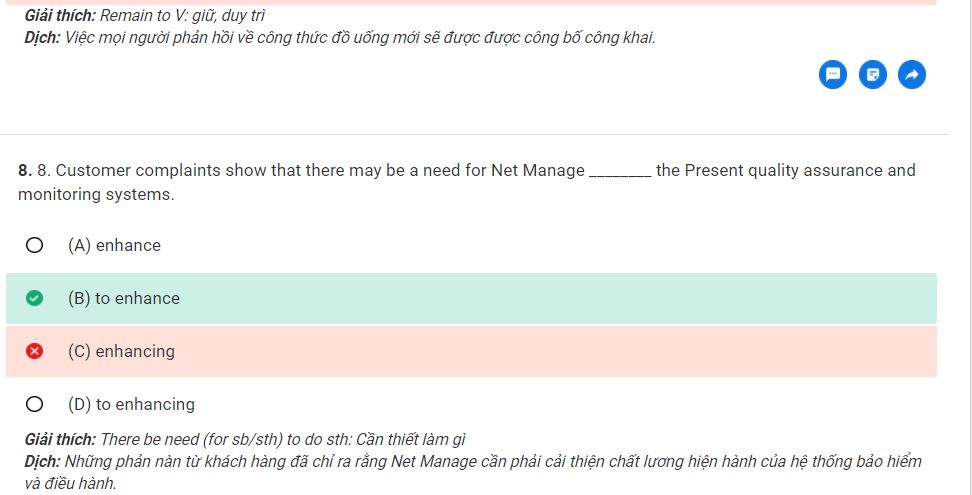 Giải thích: Remain to V: giữ, duy trì
Dịch: Việc mọi người phản hồi về công thức đồ uống mới sẽ được được công bố công khai.
8. 8. Customer complaints show that there may be a need for Net Manage ________ the Present quality assurance and
monitoring systems.
(A) enhance
(B) to enhance
(C) enhancing
(D) to enhancing
Giải thích: There be need (for sb/sth) to do sth: Cần thiết làm gì
Dịch: Những phản nàn từ khách hàng đã chỉ ra rằng Net Manage cần phải cải thiện chất lương hiện hành của hệ thống bảo hiểm
và điều hành.